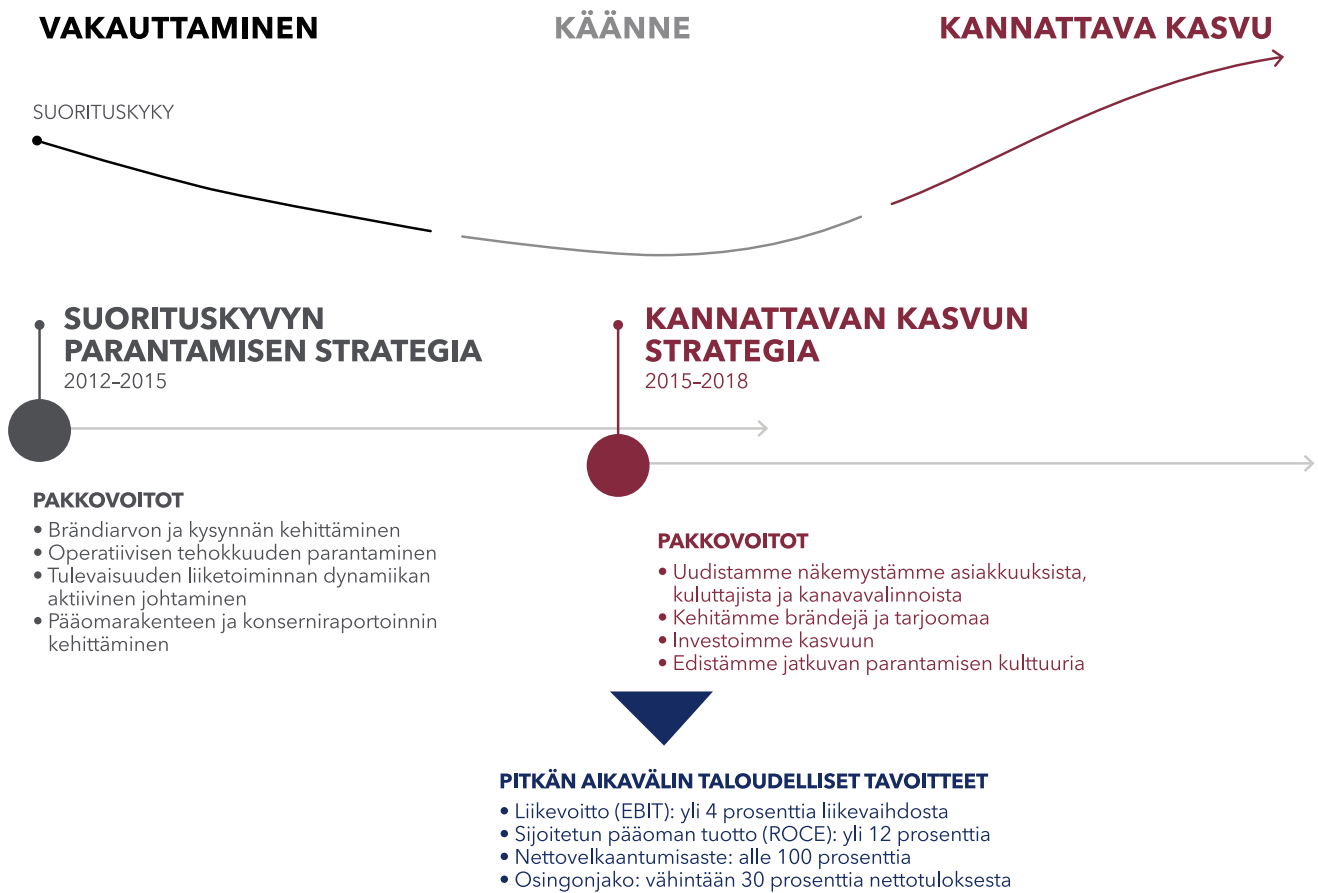 VAKAUTTAMINEN
KÄÄNNE
KANNATTAVA KASVU
SUORITUSKYKY
SUORITUSKYVYN
PARANTAMISEN STRATEGIA
2012–2015
KANNATTAVAN KASVUN
STRATEGIA
2015–2018
PAKKOVOITOT
• Brändiarvon ja kysynnän kehittäminen
• Operatiivisen tehokkuuden parantaminen
• Tulevaisuuden liiketoiminnan dynamiikan
aktiivinen johtaminen
• Pääomarakenteen ja konserniraportoinnin
kehittäminen
PAKKOVOITOT
• Uudistamme näkemystämme asiakkuuksista,
kuluttajista ja kanavavalinnoista
• Kehitämme brändejä ja tarjoomaa
• Investoimme kasvuun
• Edistämme jatkuvan parantamisen kulttuuria
PITKÄN AIKAVÄLIN TALOUDELLISET TAVOITTEET
• Liikevoitto (EBIT): yli 4 prosenttia liikevaihdosta
• Sijoitetun pääoman tuotto (ROCE): yli 12 prosenttia
• Nettovelkaantumisaste: alle 100 prosenttia
• Osingonjako: vähintään 30 prosenttia nettotuloksesta